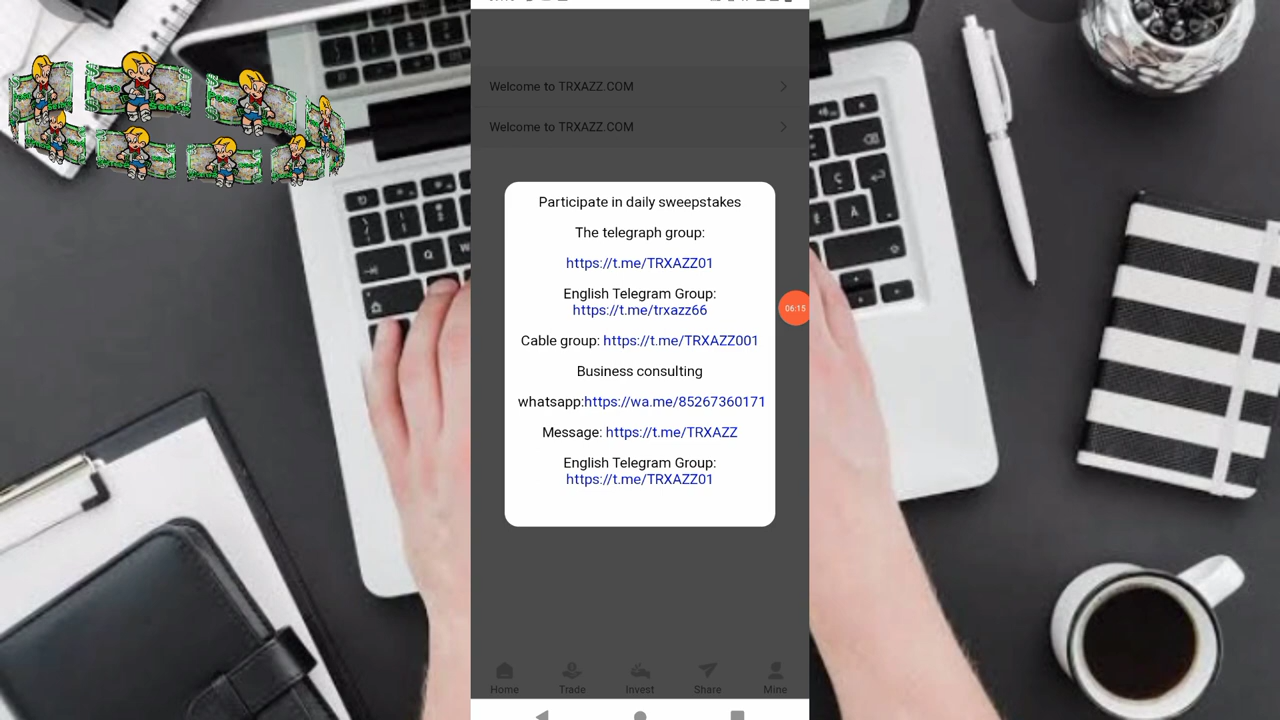 Welcome to TRXAZZ.COM
Welcome to TRXAZZ.COM
Participate in daily sweepstakes
The telegraph group:
https://t.me/TRXAZZ01
English Telegram Group:
https://t.me/trxazz66
Cable group: https://t.me/TRXAZZ001
Business consulting
whatsapp:https://wa.me/85267360171
Message: https://t.me/TRXAZZ
English Telegram Group:
https://t.me/TRXAZZ01
06:15
Home Trade Invest Share Mine